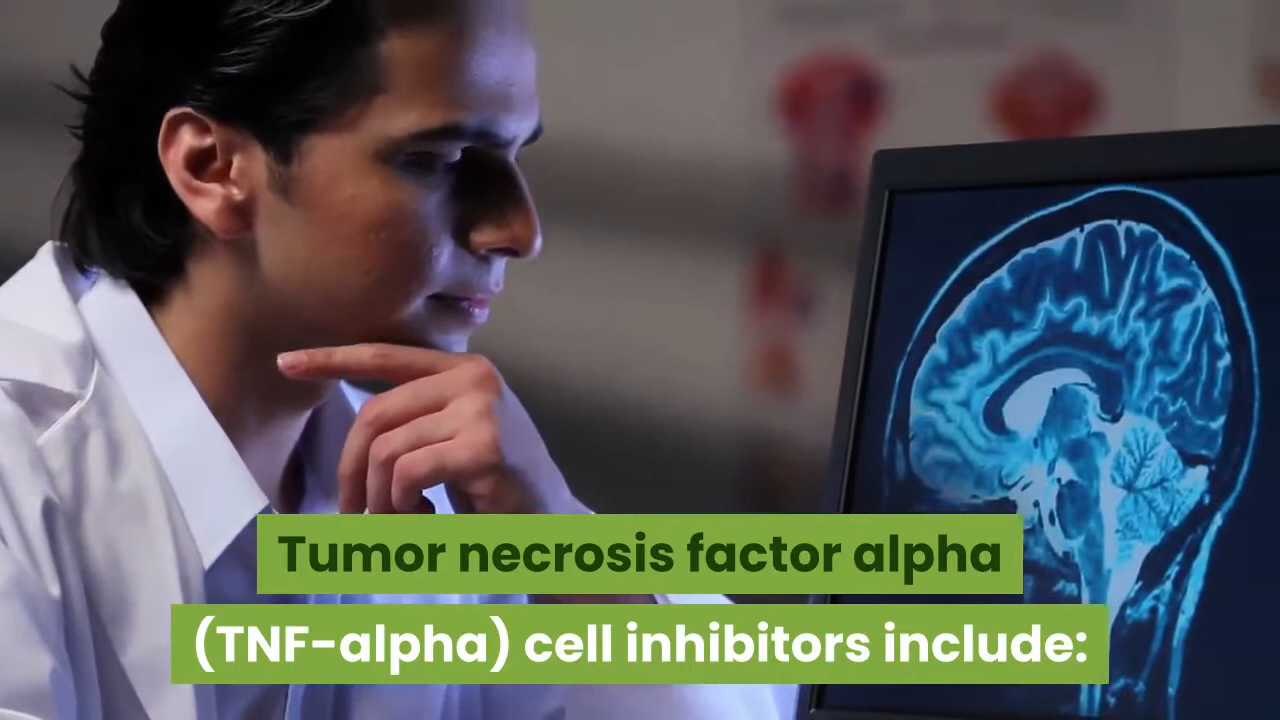 Tumor necrosis factor alpha
(TNF-alpha) cell inhibitors include: